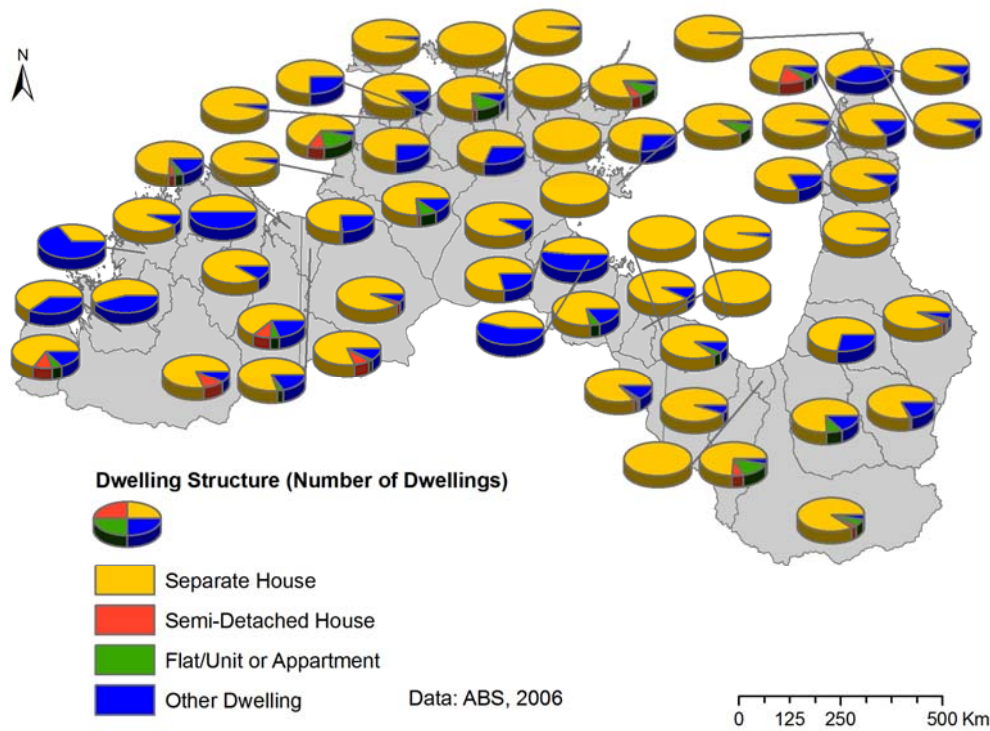 N
Dwelling Structure (Number of Dwellings)
Separate House
Semi-Detached House
Flat/Unit or Appartment
Other Dwelling
Data: ABS, 2006
0 125 250 500 Km